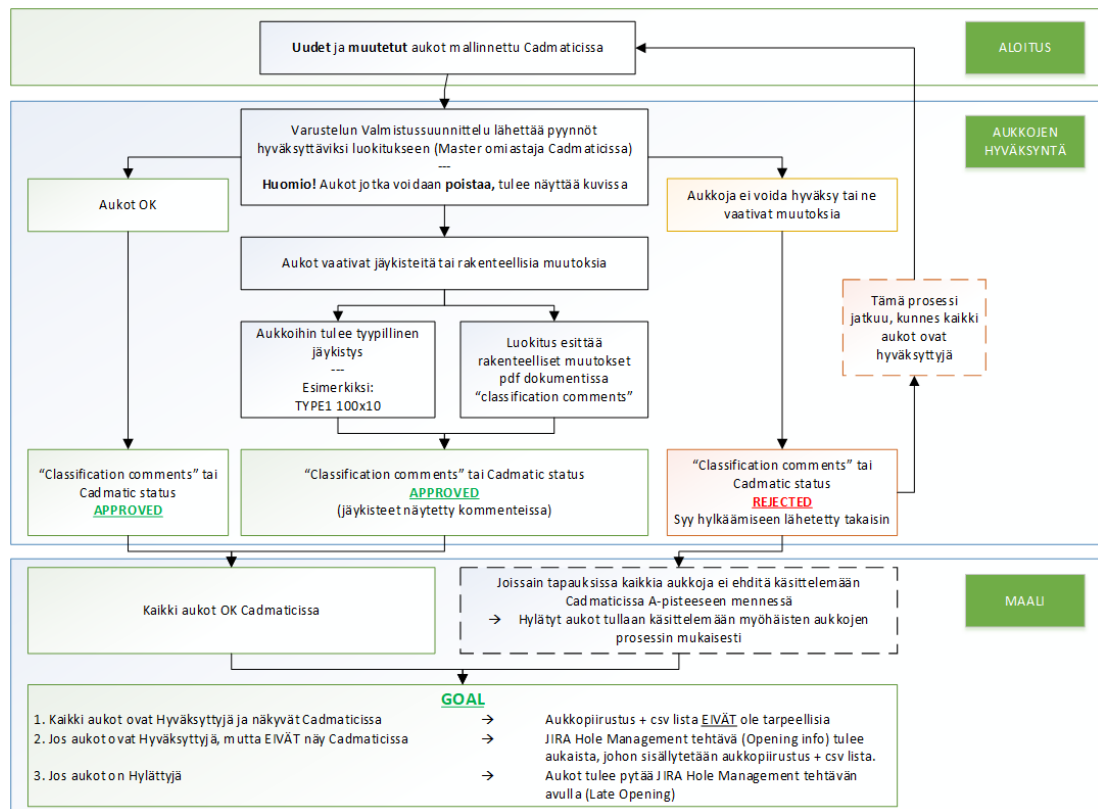 Uudet ja muutetut aukot mallinnettu Cadmaticissa
ALOITUS
Varustelun Valmistussuunnittelu lähettää pyynnöt
hyväksyttäviksi luokitukseen (Master omiastaja Cadmaticissa)
---
Huomio! Aukot jotka voidaan poistaa, tulee näyttää kuvissa
AUKKOJEN
HYVÄKSYNTÄ
Aukot OK
Aukkoja ei voida hyväksy tai ne
vaativat muutoksia
Aukot vaativat jäykisteitä tai rakenteellisia muutoksia
Tämä prosessi
jatkuu, kunnes kaikki
aukot ovat
hyväksyttyjä
Aukkoihin tulee tyypillinen
jäykistys
---
Esimerkiksi:
TYPE1 100x10
Luokitus esittää
rakenteelliset muutokset
pdf dokumentissa
“classification comments”
“Classification comments” tai
Cadmatic status
APPROVED
“Classification comments” tai Cadmatic status
APPROVED
(jäykisteet näytetty kommenteissa)
“Classification comments” tai
Cadmatic status
REJECTED
Syy hylkäämiseen lähetetty takaisin
Kaikki aukot OK Cadmaticissa
Joissain tapauksissa kaikkia aukkoja ei ehditä käsittelemään
Cadmaticissa A-pisteeseen mennessä
→ Hylätyt aukot tullaan käsittelemään myöhäisten aukkojen
prosessin mukaisesti
MAALI
GOAL
1. Kaikki aukot ovat Hyväksyttyjä ja näkyvät Cadmaticissa → Aukkopiirustus + csv lista EIVÄT ole tarpeellisia
2. Jos aukot ovat Hyväksyttyjä, mutta EIVÄT näy Cadmaticissa → JIRA Hole Management tehtävä (Opening info) tulee
aukaista, johon sisällytetään aukkopiirustus + csv lista.
3. Jos aukot on Hylättyjä → Aukot tulee pytää JIRA Hole Management tehtävän
avulla (Late Opening)